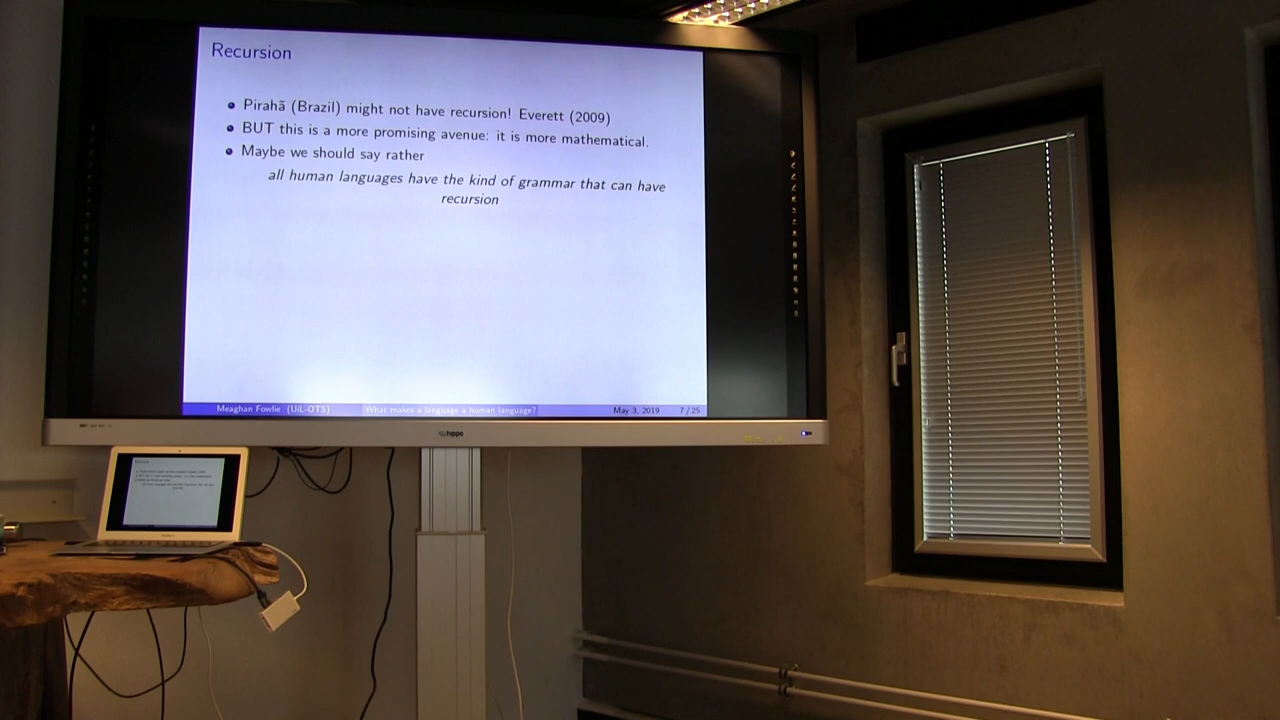 Recursion
Pirahã (Brazil) might not have recursion! Everett (2009)
BUT this is a more promising avenue: it is more mathematical.
Maybe we should say rather
all human languages have the kind of grammar that can have
recursion
Meaghan Fowlie (UiL-OTS) What makes a language a human language? May 3, 2019 7 / 25
hippo